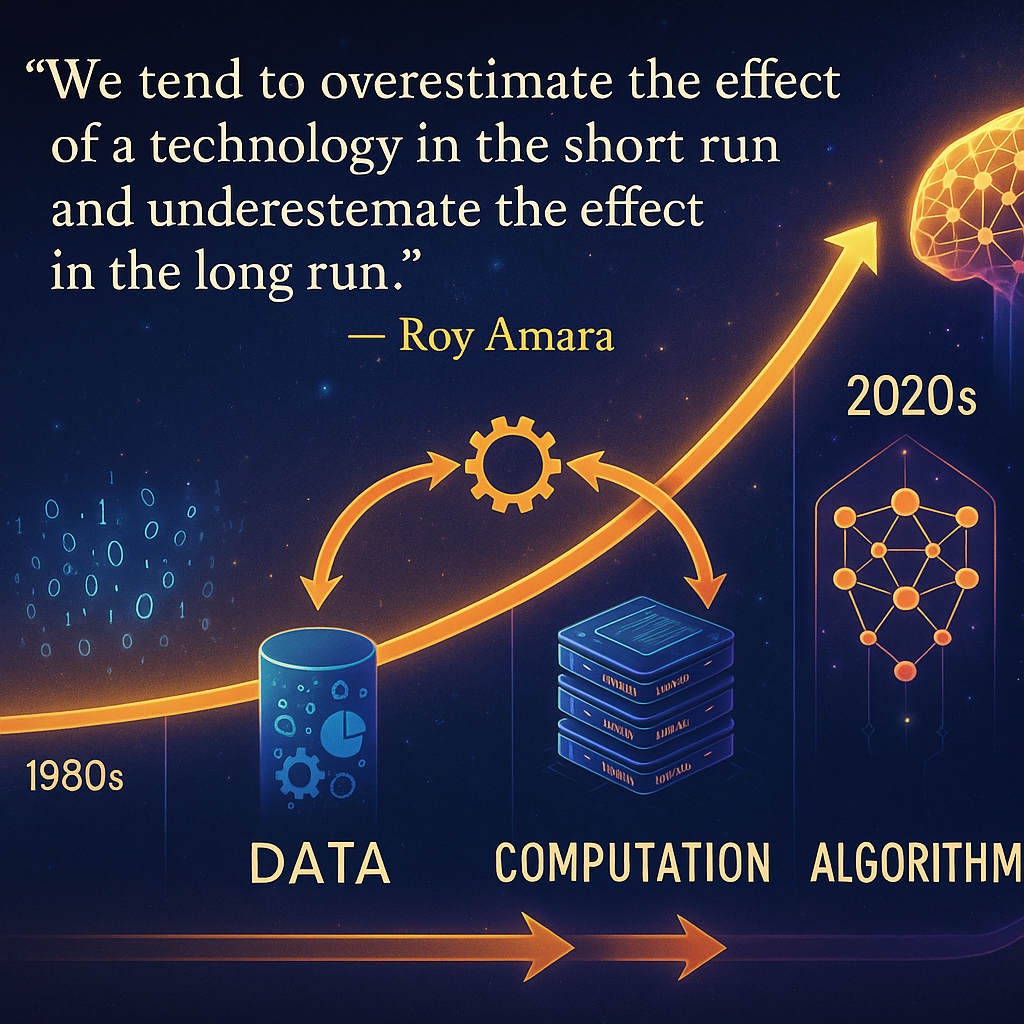 “We tend to overestimate the effect
of a technology in the short run
and underestemate the effect
in the long run.”
— Roy Amara
2020s
1980s
DATA
COMPUTATION
ALGORITHM